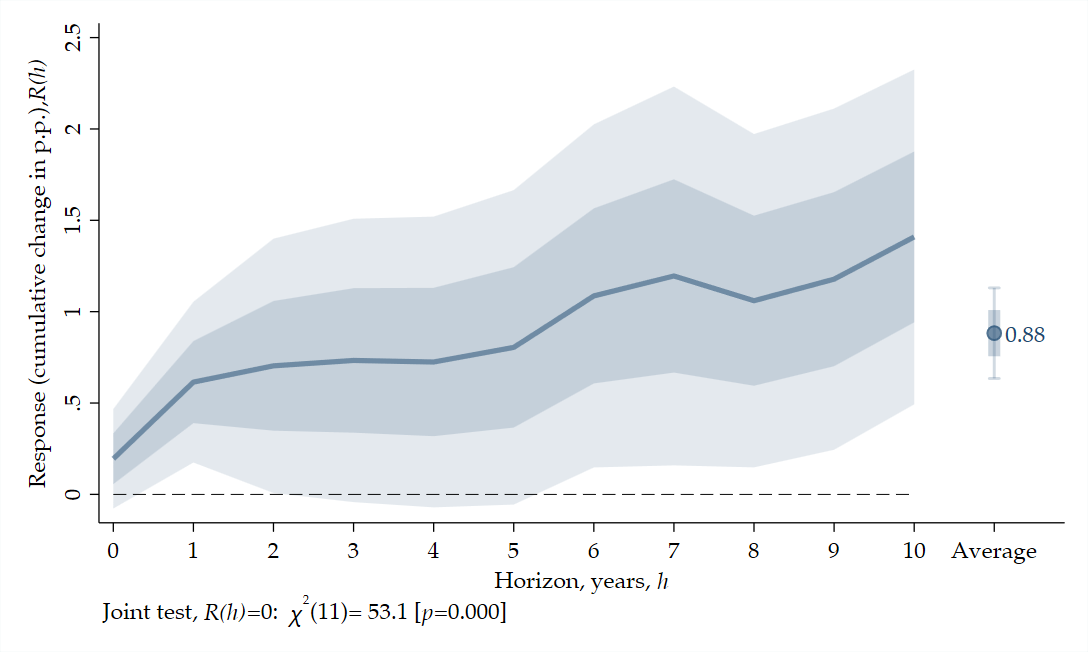 Response (cumulative change in p.p.),R(h)
2.5
2
1.5
1
.5
0
0.88
0 1 2 3 4 5 6 7 8 9 10 Average
Horizon, years, h
Joint test, R(h)=0: χ²(11)= 53.1 [p=0.000]